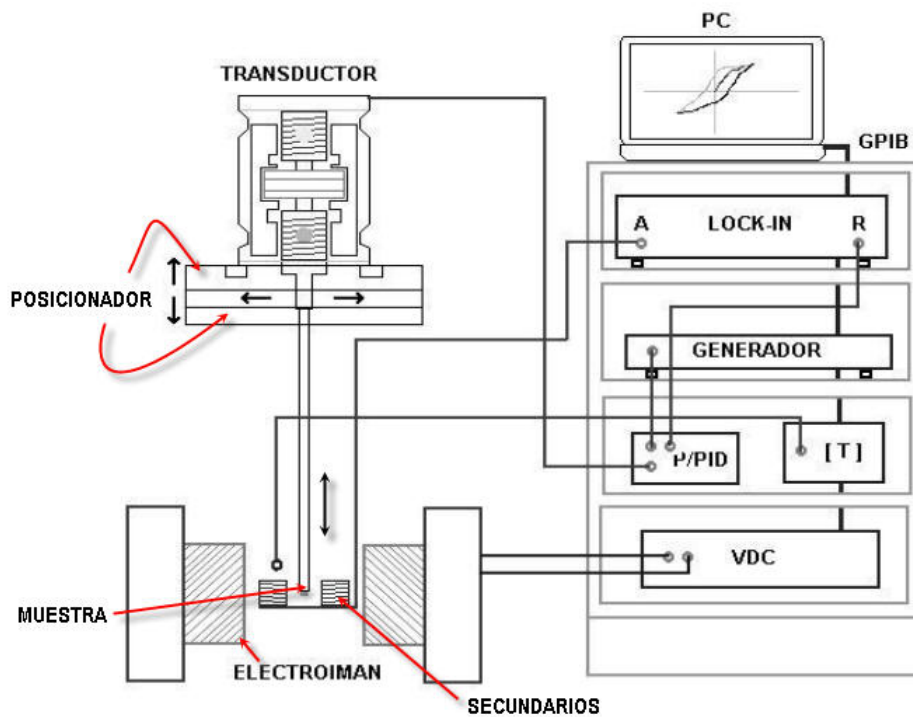 PC
TRANSDUCTOR
GPIB
A LOCK-IN R
POSICIONADOR
GENERADOR
P/PID [ T ]
VDC
MUESTRA
ELECTROIMAN
SECUNDARIOS